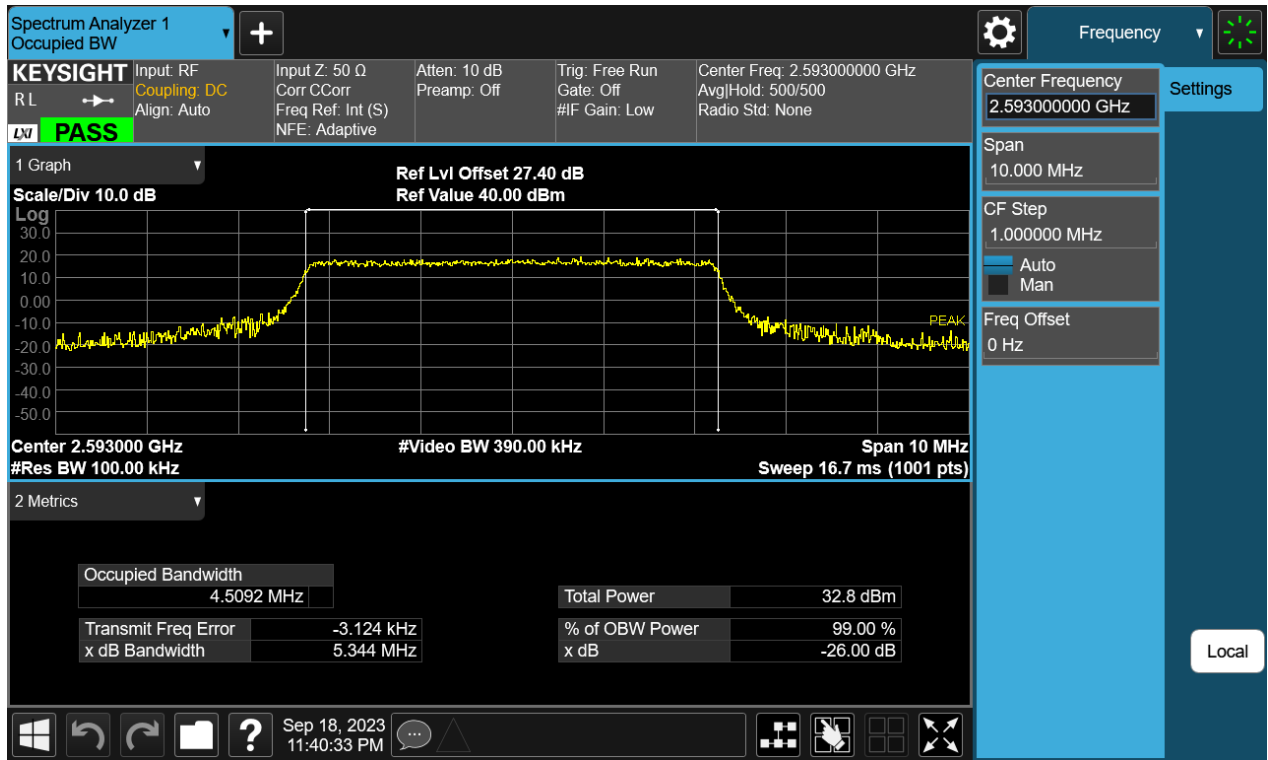 Spectrum Analyzer 1
Occupied BW
+
Frequency
KEYSIGHT
R L
LXI
PASS
Input: RF
Coupling: DC
Align: Auto
Input Z: 50 Ω
Corr CCorr
Freq Ref: Int (S)
NFE: Adaptive
Atten: 10 dB
Preamp: Off
Trig: Free Run
Gate: Off
#IF Gain: Low
Center Freq: 2.593000000 GHz
Avg|Hold: 500/500
Radio Std: None
Center Frequency
2.593000000 GHz
Settings
Span
10.000 MHz
CF Step
1.000000 MHz
Auto
Man
Freq Offset
0 Hz
1 Graph
Scale/Div 10.0 dB
Ref Lvl Offset 27.40 dB
Ref Value 40.00 dBm
Log
30.0
20.0
10.0
0.00
-10.0
-20.0
-30.0
-40.0
-50.0
PEAK
Center 2.593000 GHz
#Video BW 390.00 kHz
Span 10 MHz
#Res BW 100.00 kHz
Sweep 16.7 ms (1001 pts)
2 Metrics
Occupied Bandwidth
4.5092 MHz
Total Power 32.8 dBm
Transmit Freq Error -3.124 kHz
% of OBW Power 99.00 %
x dB Bandwidth 5.344 MHz
x dB -26.00 dB
Local
?
Sep 18, 2023
11:40:33 PM